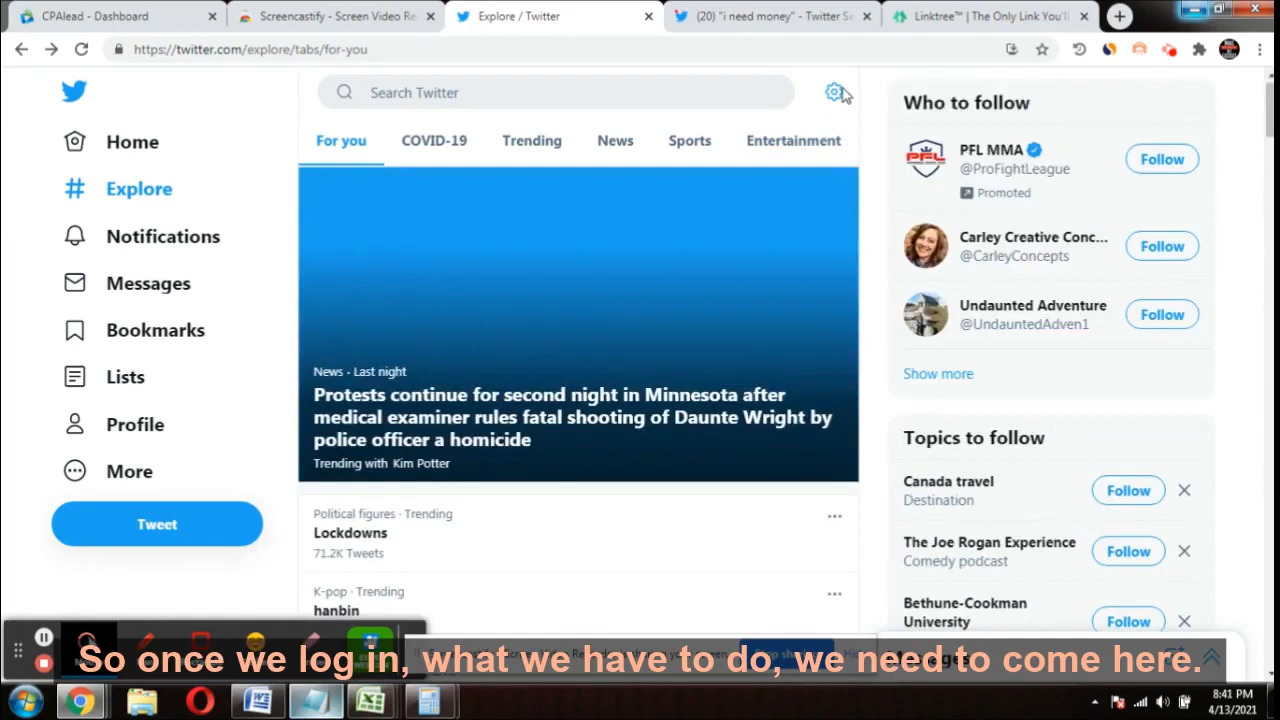 CPAlead - Dashboard
Screencastify - Screen Video Re
Explore / Twitter
(20) "i need money" - Twitter Se
Linktree™ | The Only Link You'll
https://twitter.com/explore/tabs/for-you
Search Twitter
Home
Explore
Notifications
Messages
Bookmarks
Lists
Profile
More
Tweet
For you
COVID-19
Trending
News
Sports
Entertainment
News · Last night
Protests continue for second night in Minnesota after
medical examiner rules fatal shooting of Daunte Wright by
police officer a homicide
Trending with Kim Potter
Political figures · Trending
Lockdowns
71.2K Tweets
K-pop · Trending
hanbin
Who to follow
PFL MMA
@ProFightLeague
Promoted
Follow
Carley Creative Conc...
@CarleyConcepts
Follow
Undaunted Adventure
@UndauntedAdven1
Follow
Show more
Topics to follow
Canada travel
Destination
Follow
The Joe Rogan Experience
Comedy podcast
Follow
Bethune-Cookman
University
Follow
So once we log in, what we have to do, we need to come here.
8:41 PM
4/13/2021